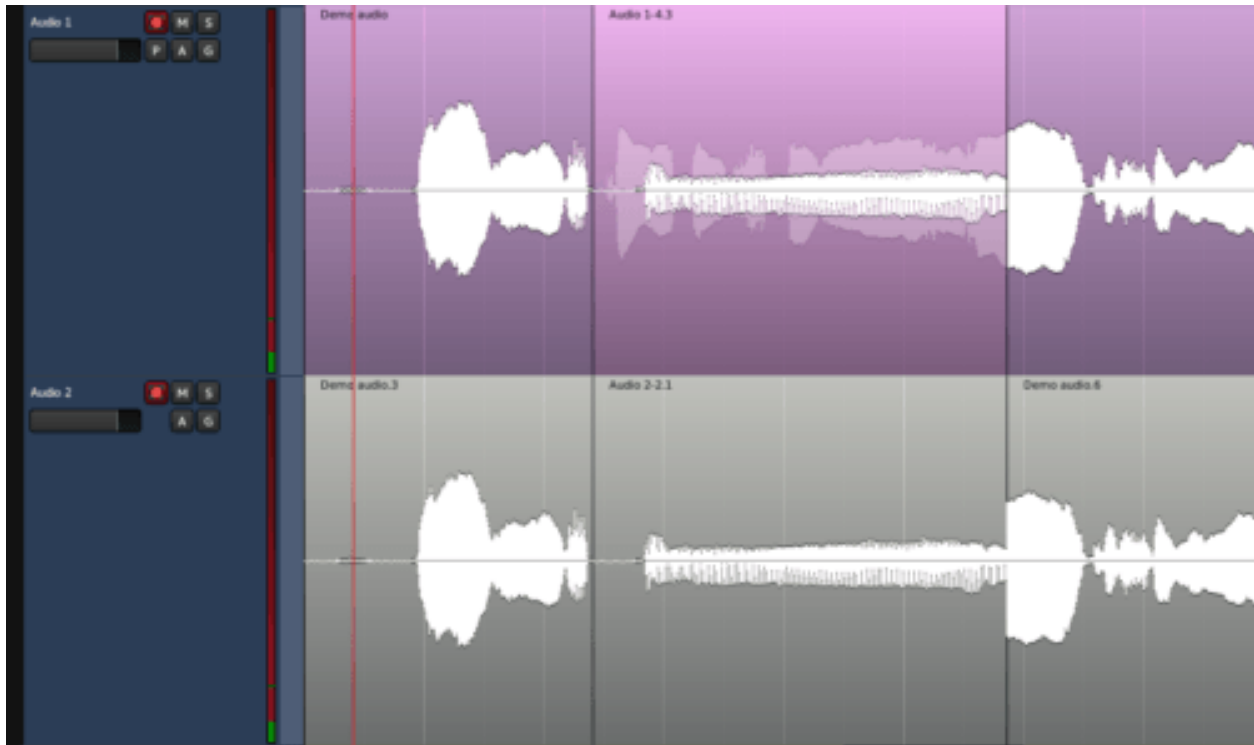 Audio 1
M S
P A G
Demo audio
Audio 1-4.3
Audio 2
M S
A G
Demo audio.3
Audio 2-2.1
Demo audio.6